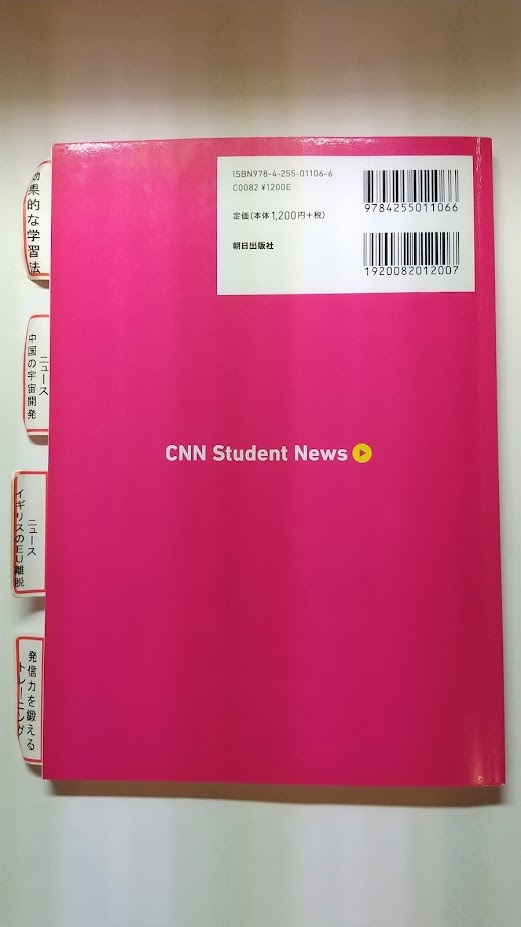 ISBN978-4-255-01106-6
C0082 ¥1200E
定価(本体1,200円+税)
朝日出版社
9784255011066
1920082012007
効果的な学習法
ニュース
中国の宇宙開発
CNN Student News
ニュース
イギリスのEU離脱
発信力を鍛える
トレーニング